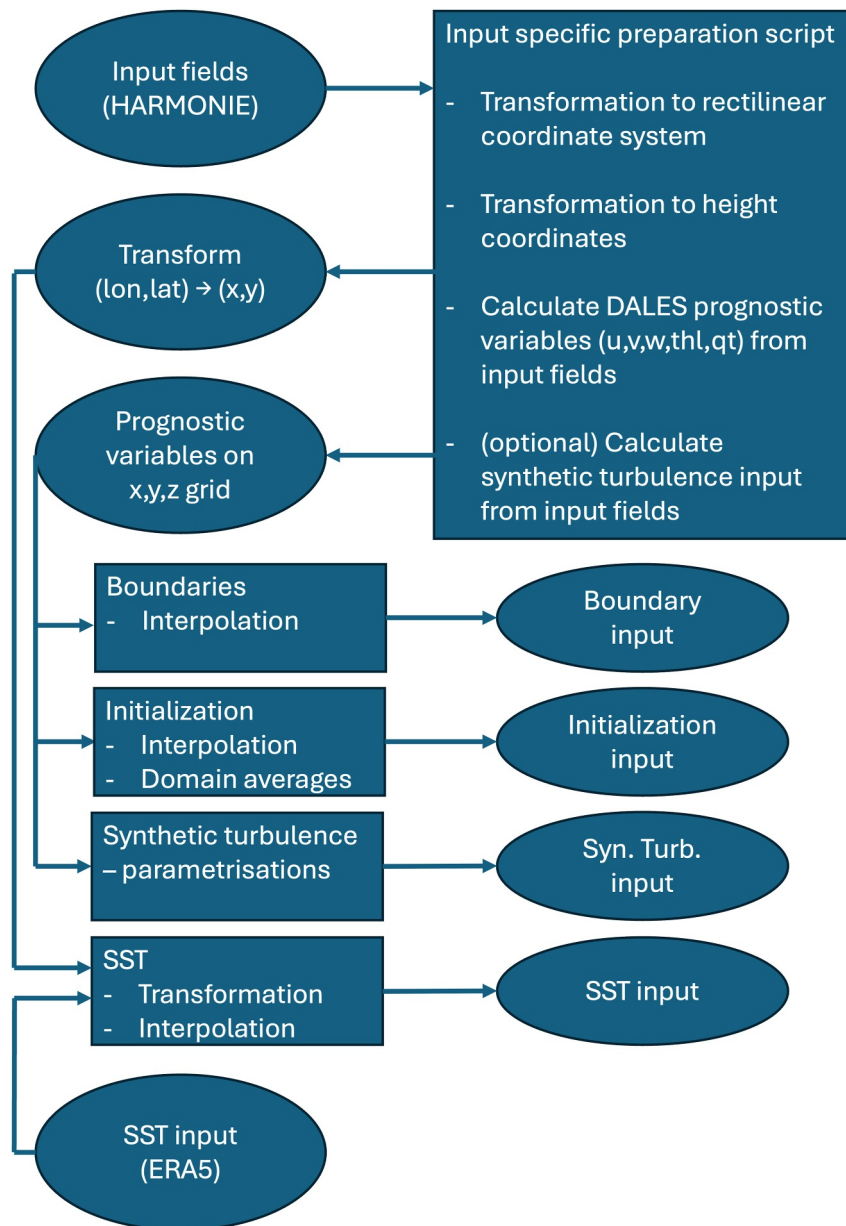 Input fields
(HARMONIE)
Input specific preparation script
- Transformation to rectilinear
coordinate system
- Transformation to height
coordinates
- Calculate DALES prognostic
variables (u,v,w,thl,qt) from
input fields
- (optional) Calculate
synthetic turbulence input
from input fields
Transform
(lon,lat) → (x,y)
Prognostic
variables on
x,y,z grid
Boundaries
- Interpolation
Boundary
input
Initialization
- Interpolation
- Domain averages
Initialization
input
Synthetic turbulence
– parametrisations
Syn. Turb.
input
SST
- Transformation
- Interpolation
SST input
SST input
(ERA5)